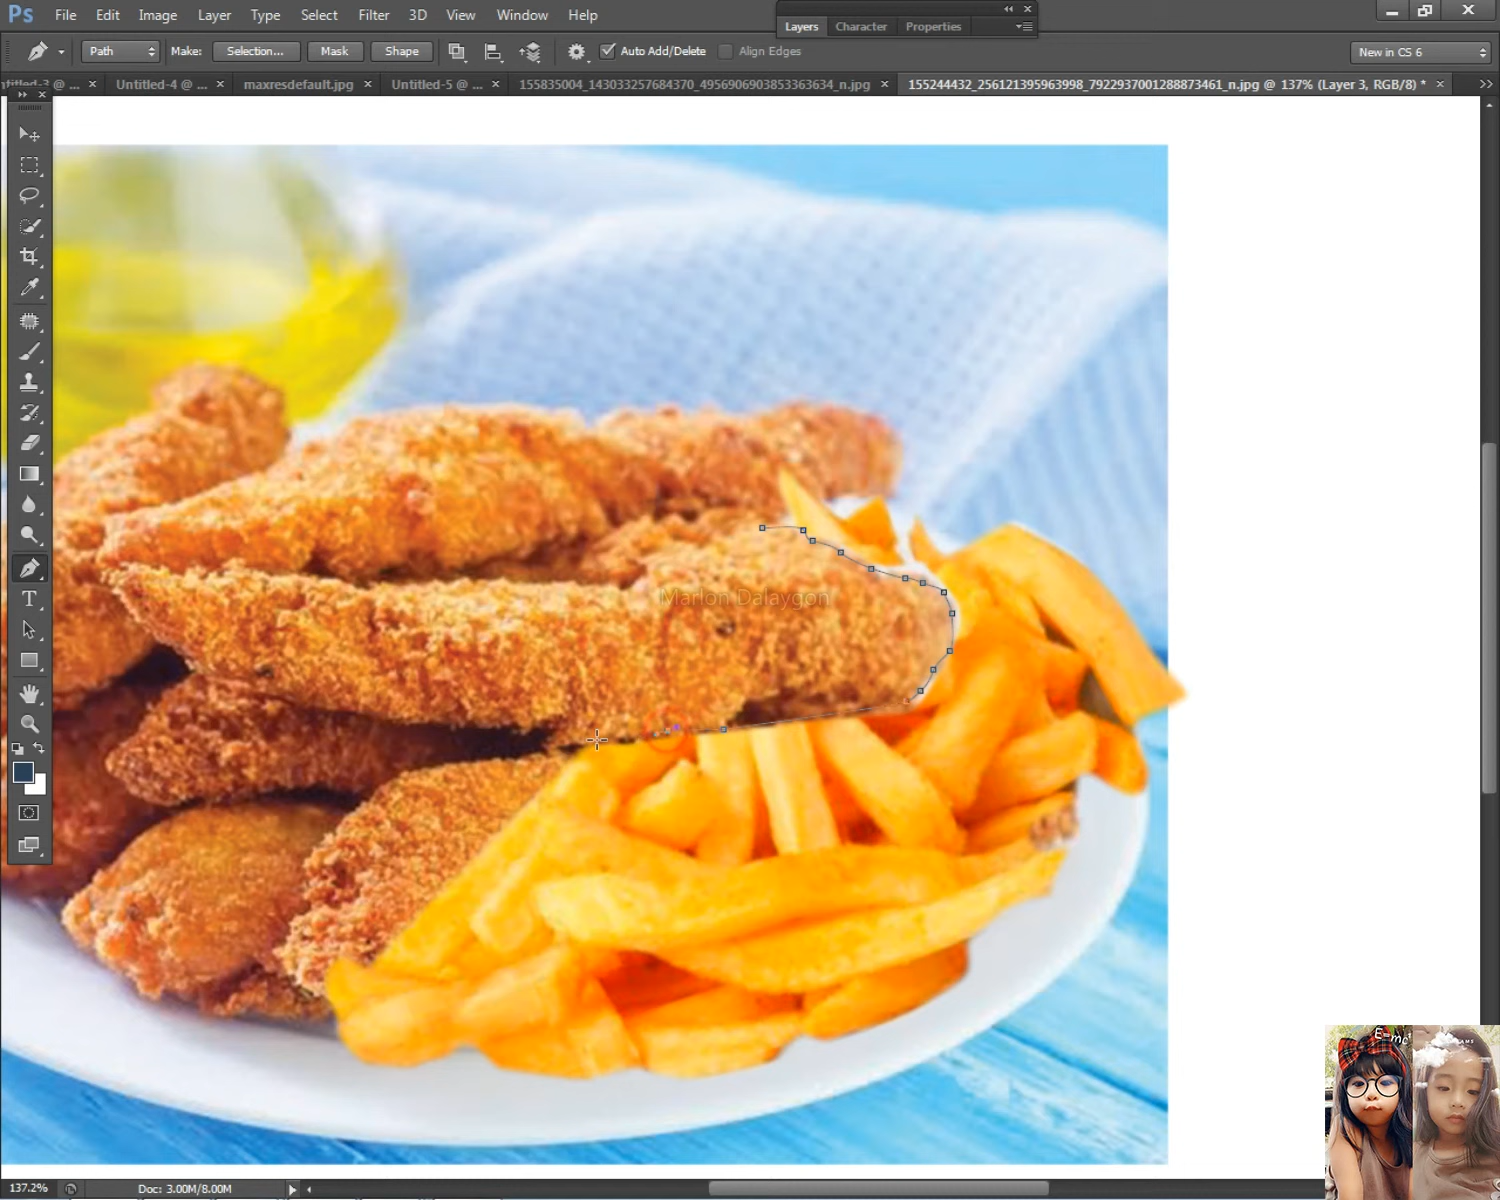 Ps File Edit Image Layer Type Select Filter 3D View Window Help
Layers Character Properties
Path Make: Selection... Mask Shape Auto Add/Delete Align Edges New in CS 6
Untitled-4 @ ... × maxresdefault.jpg × Untitled-5 @ ... × 155835004_143033257684370_4956906903853363634_n.jpg × 155244432_256121395963998_7922937001288873461_n.jpg @ 137% (Layer 3, RGB/8) * ×
Marlon Dalaygon
137.2% Doc: 3.00M/8.00M